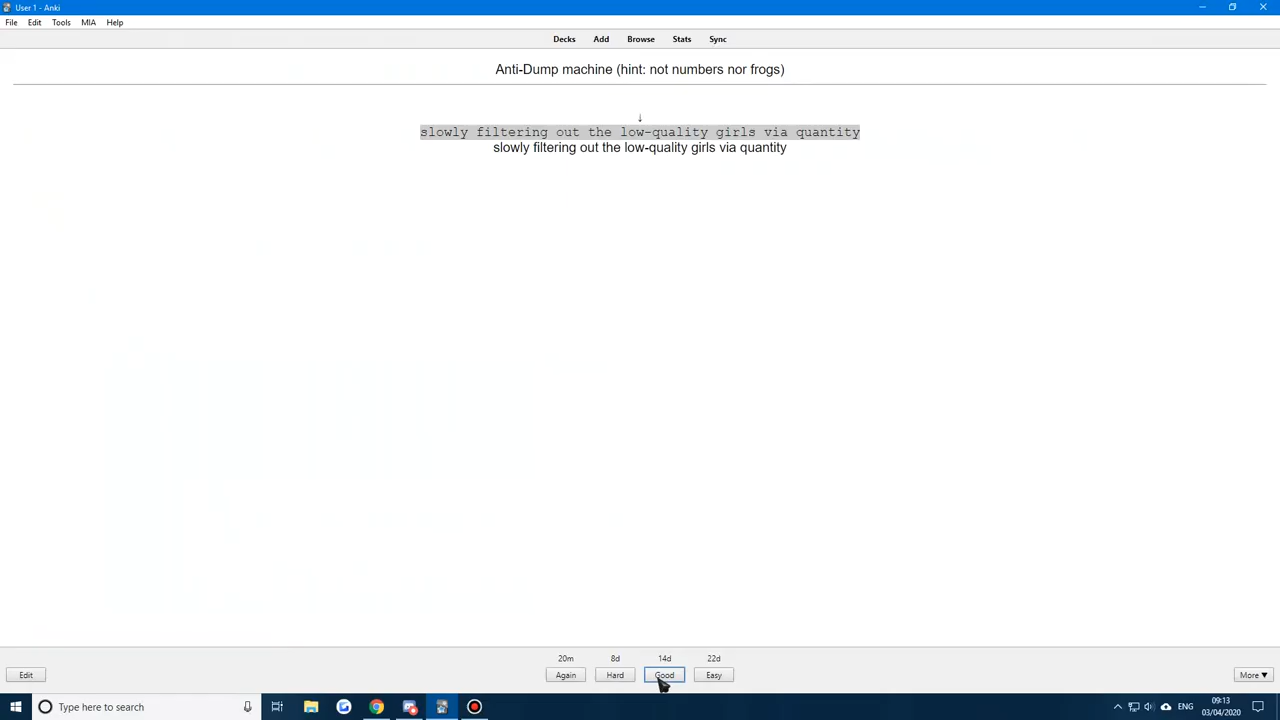 User 1 - Anki
File Edit Tools MIA Help
Decks Add Browse Stats Sync
Anti-Dump machine (hint: not numbers nor frogs)
↓
slowly filtering out the low-quality girls via quantity
slowly filtering out the low-quality girls via quantity
20m 8d 14d 22d
Edit Again Hard Good Easy More ▼
Type here to search
ENG
09:13
03/04/2020